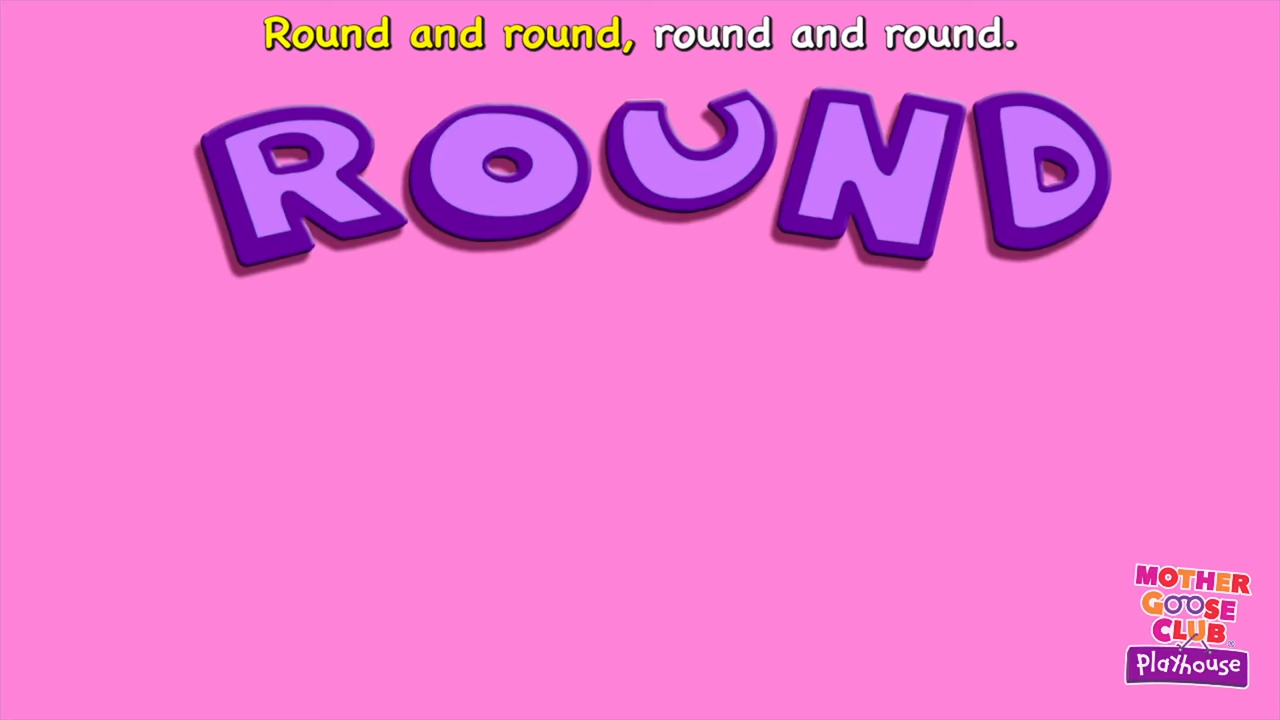 Round and round, round and round.
ROUND
MOTHER
GOOSE
CLUB
Playhouse